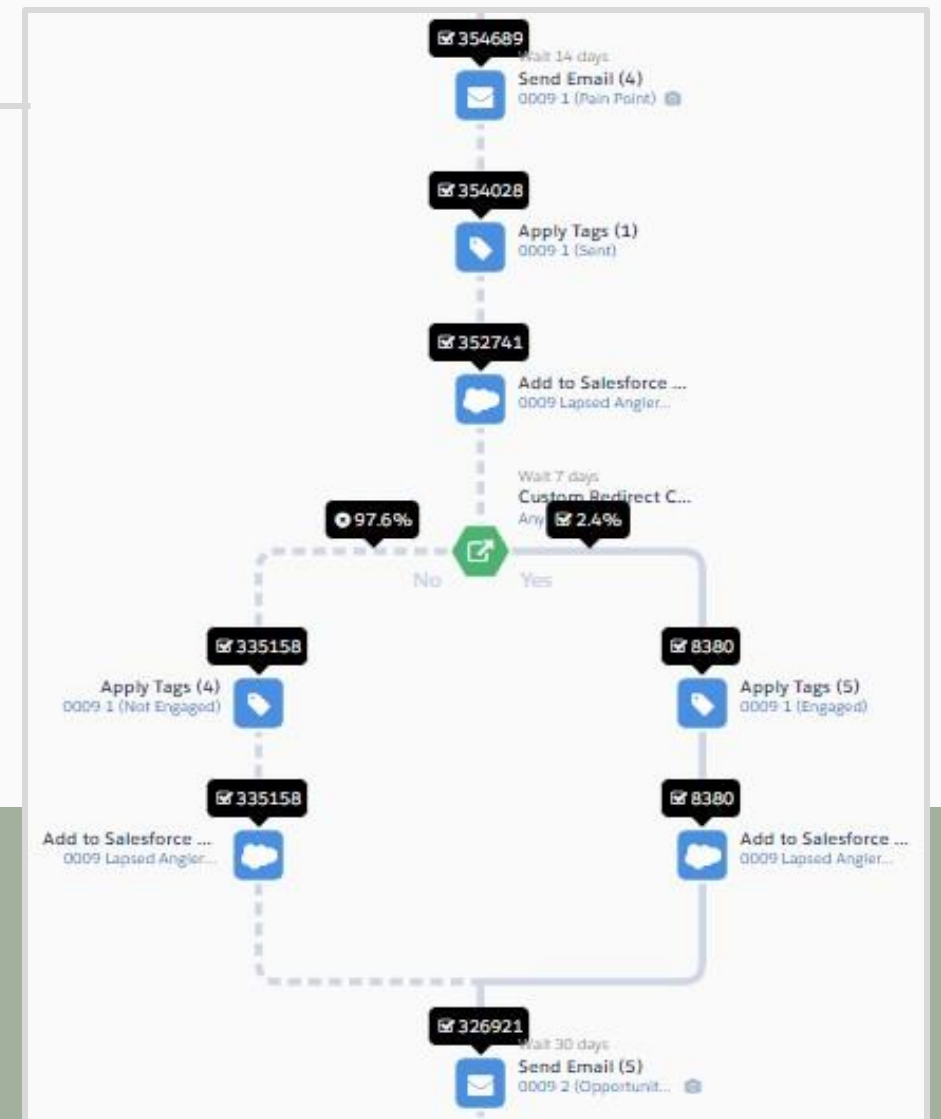 354689
Wait 14 days
Send Email (4)
0009 1 (Pain Point)
354028
Apply Tags (1)
0009 1 (Sent)
352741
Add to Salesforce ...
0009 Lapsed Angler...
Wait 7 days
Custom Redirect C...
97.6%
Any
2.4%
No
Yes
335158
8380
Apply Tags (4)
0009 1 (Not Engaged)
Apply Tags (5)
0009 1 (Engaged)
335158
8380
Add to Salesforce ...
0009 Lapsed Angler...
Add to Salesforce ...
0009 Lapsed Angler...
326921
Wait 30 days
Send Email (5)
0009 2 (Opportunit...